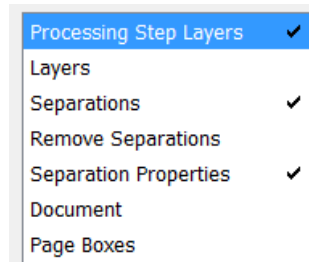 Processing Step Layers
Layers
Separations
Remove Separations
Separation Properties
Document
Page Boxes